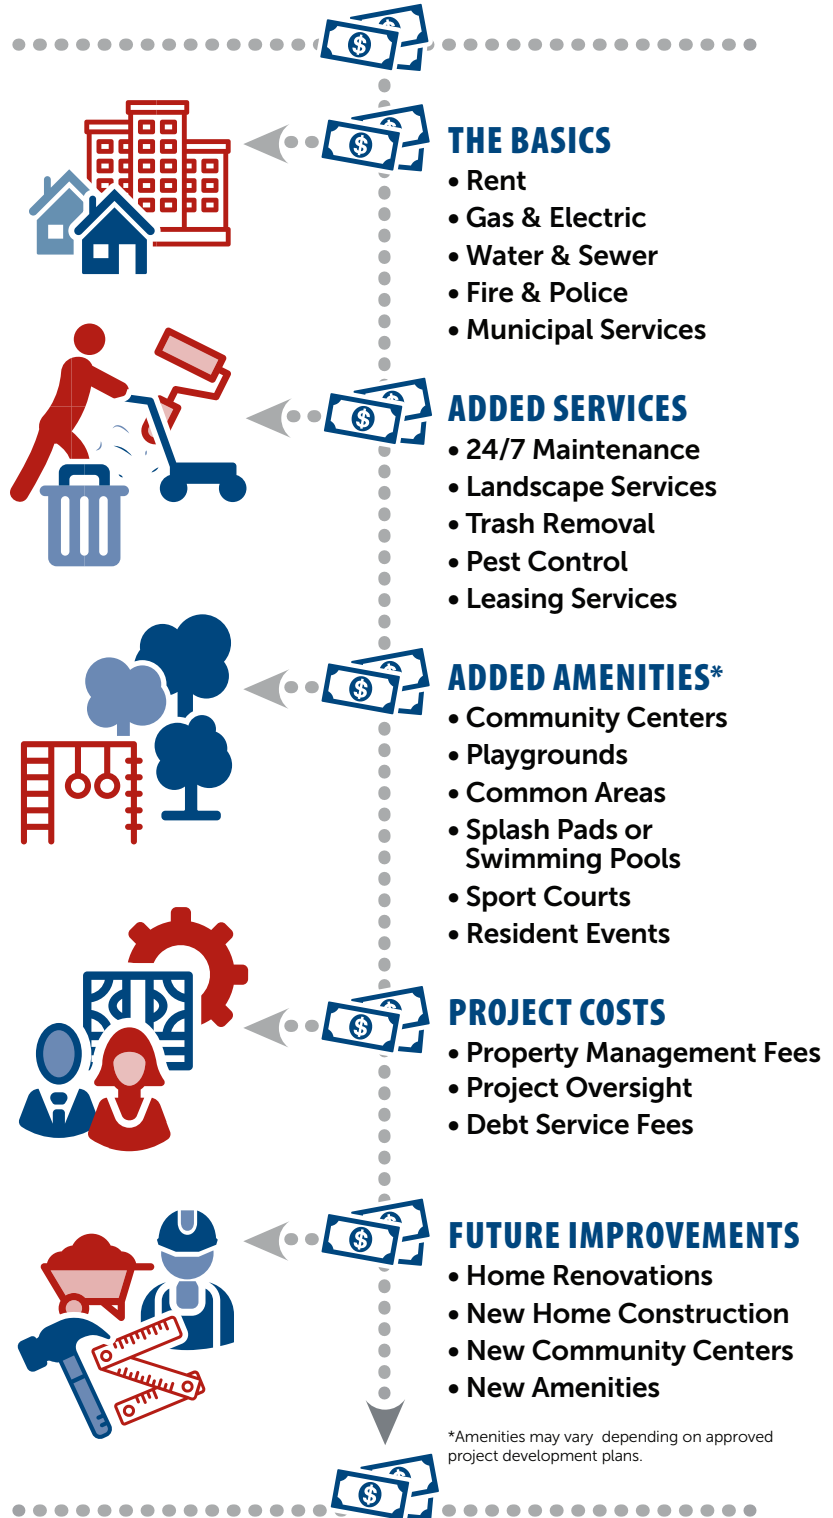 THE BASICS
• Rent
• Gas & Electric
• Water & Sewer
• Fire & Police
• Municipal Services
ADDED SERVICES
• 24/7 Maintenance
• Landscape Services
• Trash Removal
• Pest Control
• Leasing Services
ADDED AMENITIES*
• Community Centers
• Playgrounds
• Common Areas
• Splash Pads or
Swimming Pools
• Sport Courts
• Resident Events
PROJECT COSTS
• Property Management Fees
• Project Oversight
• Debt Service Fees
FUTURE IMPROVEMENTS
• Home Renovations
• New Home Construction
• New Community Centers
• New Amenities
*Amenities may vary depending on approved
project development plans.